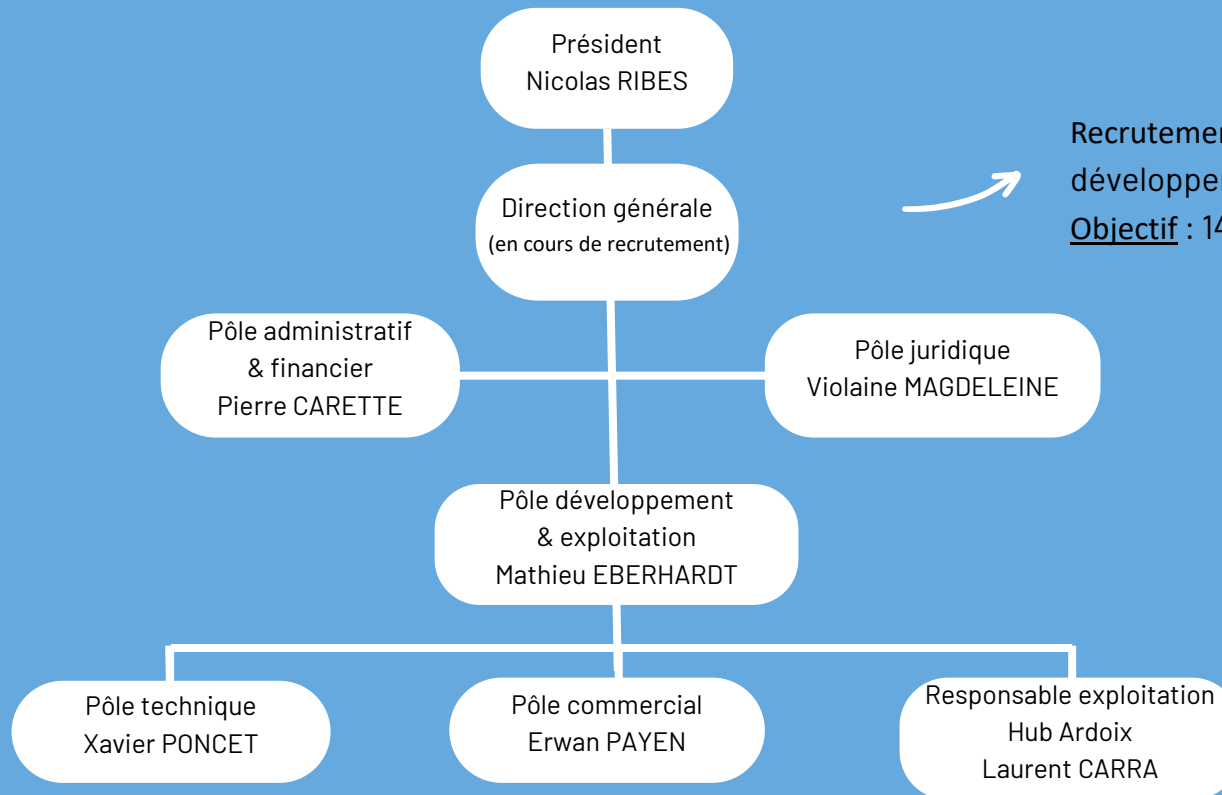 Président
Nicolas RIBES
Direction générale
(en cours de recrutement)
développe
Objectif : 14
Pôle administratif
& financier
Pierre CARETTE
Pôle juridique
Violaine MAGDELEINE
Pôle développement
& exploitation
Mathieu EBERHARDT
Pôle technique
Xavier PONCET
Pôle commercial
Erwan PAYEN
Responsable exploitation
Hub Ardoix
Laurent CARRA